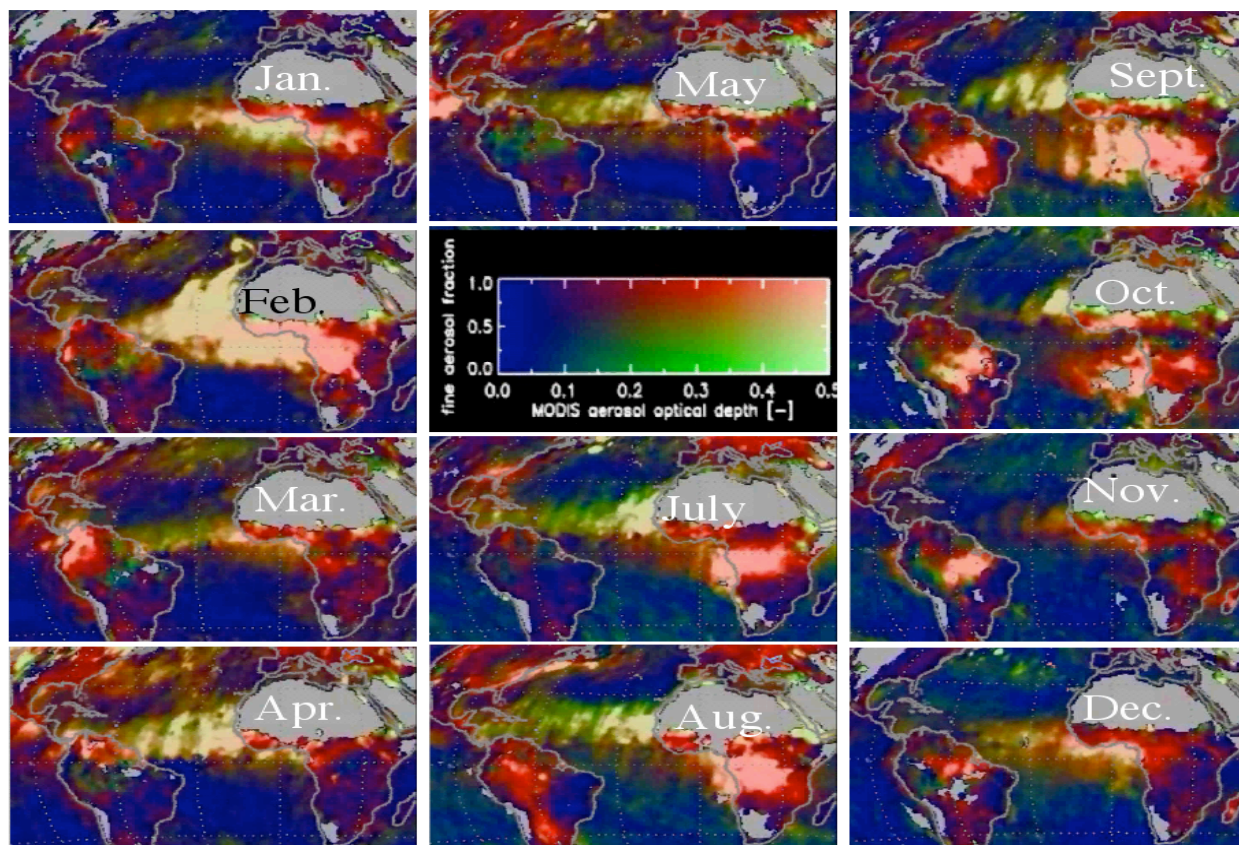 Jan.
May
Sept.
Feb.
fine aerosol fraction
1.0
0.5
0.0
0.0 0.1 0.2 0.3 0.4 0.5
MODIS aerosol optical depth [-]
Oct.
Mar.
July
Nov.
Apr.
Aug.
Dec.